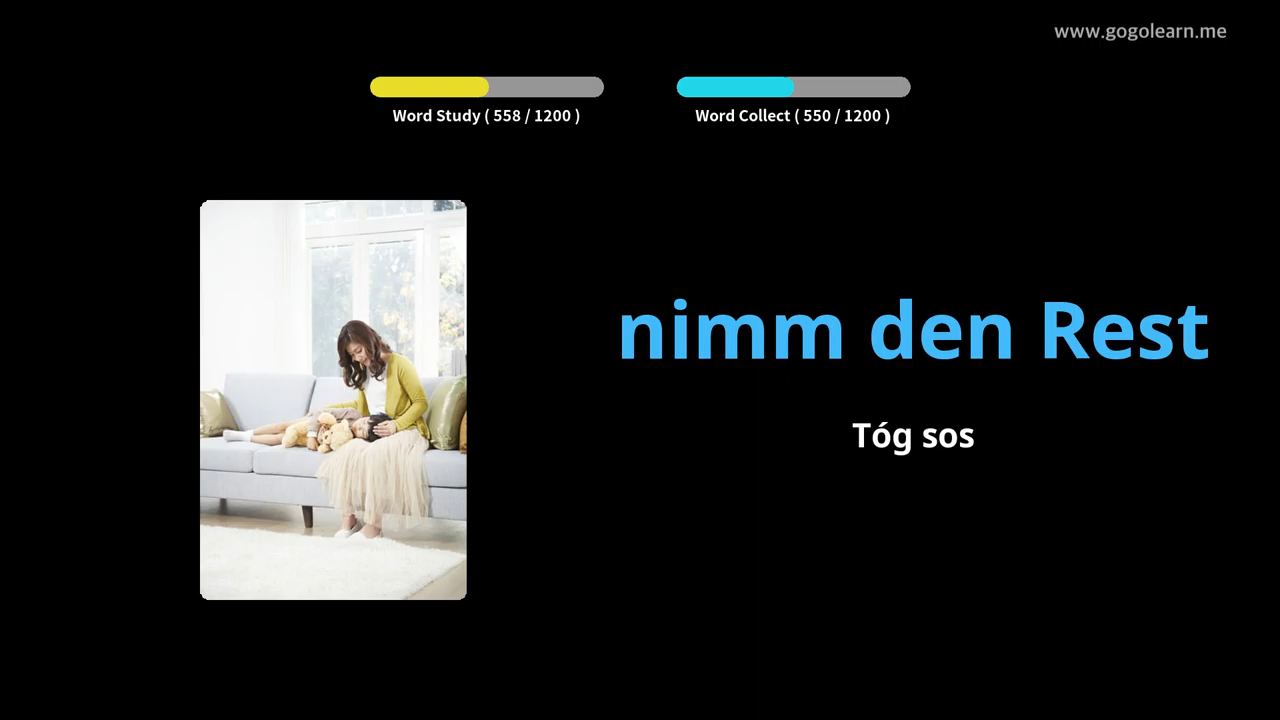 www.gogolearn.me
Word Study ( 558 / 1200 )
Word Collect ( 550 / 1200 )
nimm den Rest
Tóg sos